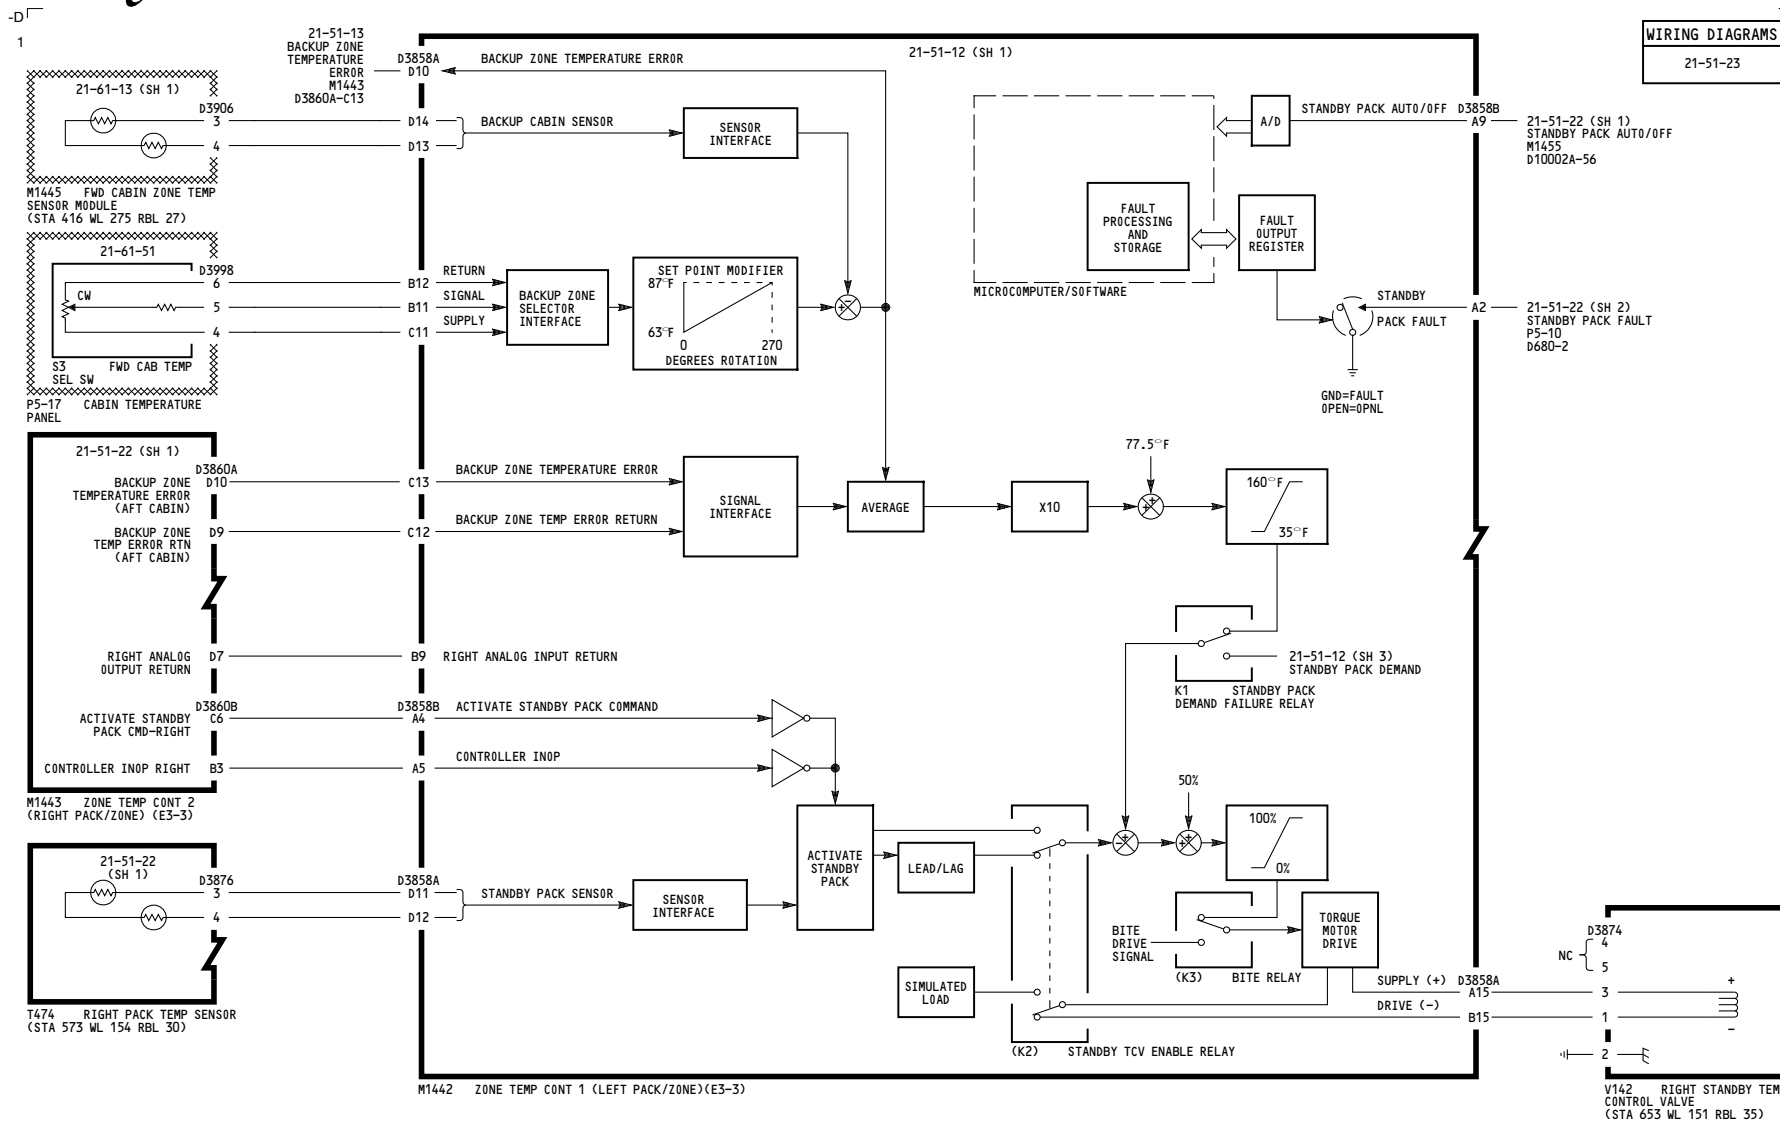 -D
1
21-51-13
BACKUP ZONE
TEMPERATURE
ERROR
M1443
D3860A-C13
D3858A
D10
BACKUP ZONE TEMPERATURE ERROR
21-51-12 (SH 1)
WIRING DIAGRAMS
21-51-23
21-61-13 (SH 1)
D3906
3
4
D14
D13
BACKUP CABIN SENSOR
SENSOR
INTERFACE
M1445 FWD CABIN ZONE TEMP
SENSOR MODULE
(STA 416 WL 275 RBL 27)
A/D
STANDBY PACK AUTO/OFF
D3858B
A9
21-51-22 (SH 1)
STANDBY PACK AUTO/OFF
M1455
D10002A-56
FAULT
PROCESSING
AND
STORAGE
FAULT
OUTPUT
REGISTER
MICROCOMPUTER/SOFTWARE
21-61-51
D3998
6
5
4
CW
S3 FWD CAB TEMP
SEL SW
P5-17 CABIN TEMPERATURE
PANEL
B12
B11
C11
RETURN
SIGNAL
SUPPLY
BACKUP ZONE
SELECTOR
INTERFACE
SET POINT MODIFIER
87°F
63°F
0 270
DEGREES ROTATION
+
-
STANDBY
PACK FAULT
A2
21-51-22 (SH 2)
STANDBY PACK FAULT
P5-10
D680-2
GND=FAULT
OPEN=OPNL
21-51-22 (SH 1)
D3860A
D10
BACKUP ZONE
TEMPERATURE ERROR
(AFT CABIN)
D9
BACKUP ZONE
TEMP ERROR RTN
(AFT CABIN)
C13
BACKUP ZONE TEMPERATURE ERROR
C12
BACKUP ZONE TEMP ERROR RETURN
SIGNAL
INTERFACE
AVERAGE
X10
77.5°F
+
+
160°F
35°F
RIGHT ANALOG
OUTPUT RETURN
D7
B9
RIGHT ANALOG INPUT RETURN
21-51-12 (SH 3)
STANDBY PACK DEMAND
K1 STANDBY PACK
DEMAND FAILURE RELAY
D3860B
C6
ACTIVATE STANDBY
PACK CMD-RIGHT
D3858B
A4
ACTIVATE STANDBY PACK COMMAND
CONTROLLER INOP RIGHT
B3
A5
CONTROLLER INOP
M1443 ZONE TEMP CONT 2
(RIGHT PACK/ZONE) (E3-3)
50%
+
-
+
+
100%
0%
ACTIVATE
STANDBY
PACK
LEAD/LAG
21-51-22
(SH 1)
D3876
3
4
D3858A
D11
D12
STANDBY PACK SENSOR
SENSOR
INTERFACE
T474 RIGHT PACK TEMP SENSOR
(STA 573 WL 154 RBL 30)
BITE
DRIVE
SIGNAL
(K3) BITE RELAY
TORQUE
MOTOR
DRIVE
SIMULATED
LOAD
(K2) STANDBY TCV ENABLE RELAY
SUPPLY (+)
D3858A
A15
DRIVE (-)
B15
NC
D3874
4
5
3
1
2
+
-
M1442 ZONE TEMP CONT 1 (LEFT PACK/ZONE)(E3-3)
V142 RIGHT STANDBY TEM
CONTROL VALVE
(STA 653 WL 151 RBL 35)